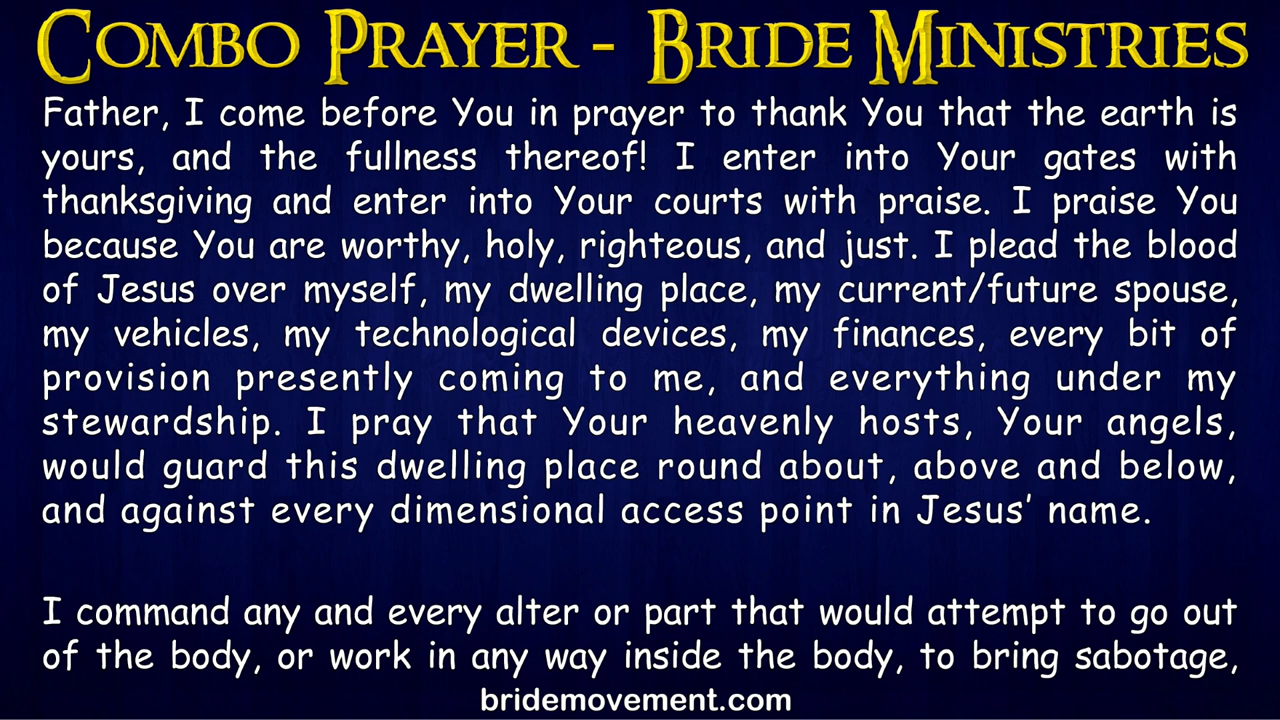 Combo Prayer - Bride Ministries
Father, I come before You in prayer to thank You that the earth is
yours, and the fullness thereof! I enter into Your gates with
thanksgiving and enter into Your courts with praise. I praise You
because You are worthy, holy, righteous, and just. I plead the blood
of Jesus over myself, my dwelling place, my current/future spouse,
my vehicles, my technological devices, my finances, every bit of
provision presently coming to me, and everything under my
stewardship. I pray that Your heavenly hosts, Your angels,
would guard this dwelling place round about, above and below,
and against every dimensional access point in Jesus’ name.
I command any and every alter or part that would attempt to go out
of the body, or work in any way inside the body, to bring sabotage,
bridemovement.com